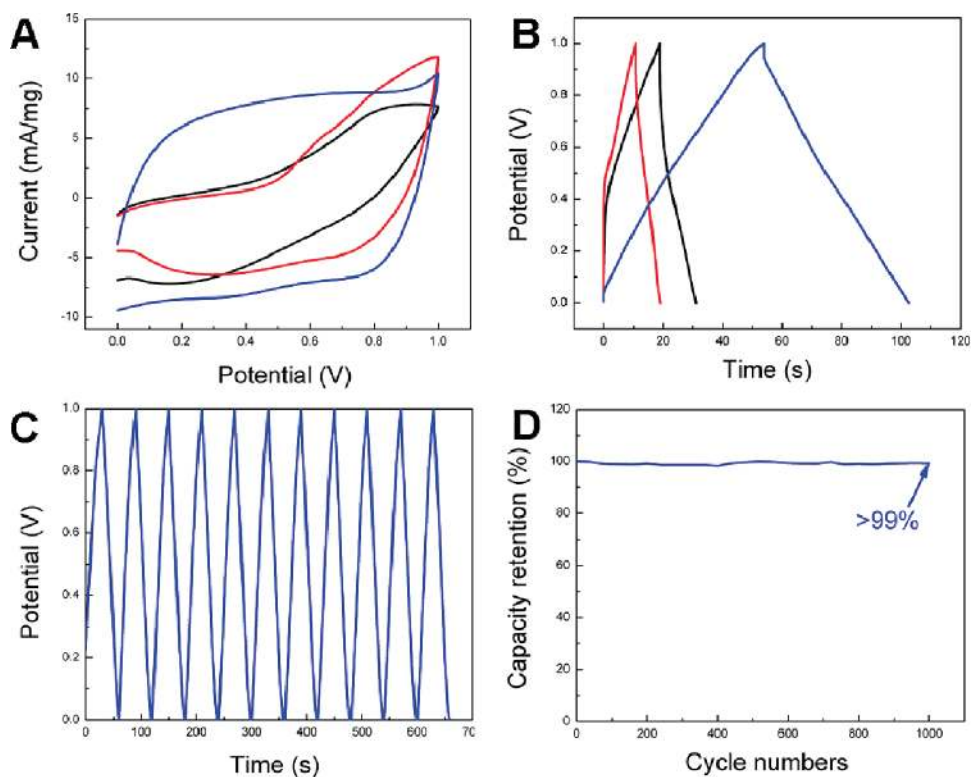 A
15
10
5
0
-5
-10
0.0 0.2 0.4 0.6 0.8 1.0
Current (mA/mg)
Potential (V)
B
1.0
0.8
0.6
0.4
0.2
0.0
0 20 40 60 80 100 120
Potential (V)
Time (s)
C
1.0
0.8
0.6
0.4
0.2
0.0
0 100 200 300 400 500 600 700
Potential (V)
Time (s)
D
120
100
80
60
40
20
0
0 200 400 600 800 1000
Capacity retention (%)
>99%
Cycle numbers